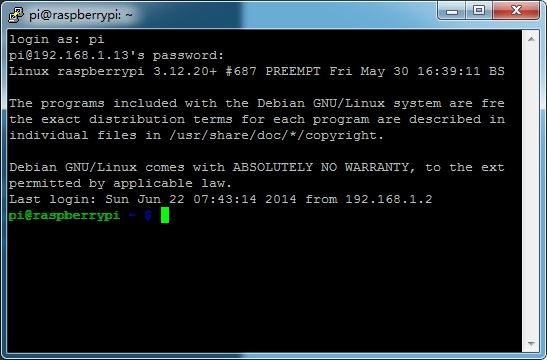 pi@raspberrypi: ~
login as: pi
pi@192.168.1.13's password:
Linux raspberrypi 3.12.20+ #687 PREEMPT Fri May 30 16:39:11 BS
The programs included with the Debian GNU/Linux system are fre
the exact distribution terms for each program are described in
individual files in /usr/share/doc/*/copyright.
Debian GNU/Linux comes with ABSOLUTELY NO WARRANTY, to the ext
permitted by applicable law.
Last login: Sun Jun 22 07:43:14 2014 from 192.168.1.2
pi@raspberrypi ~ $